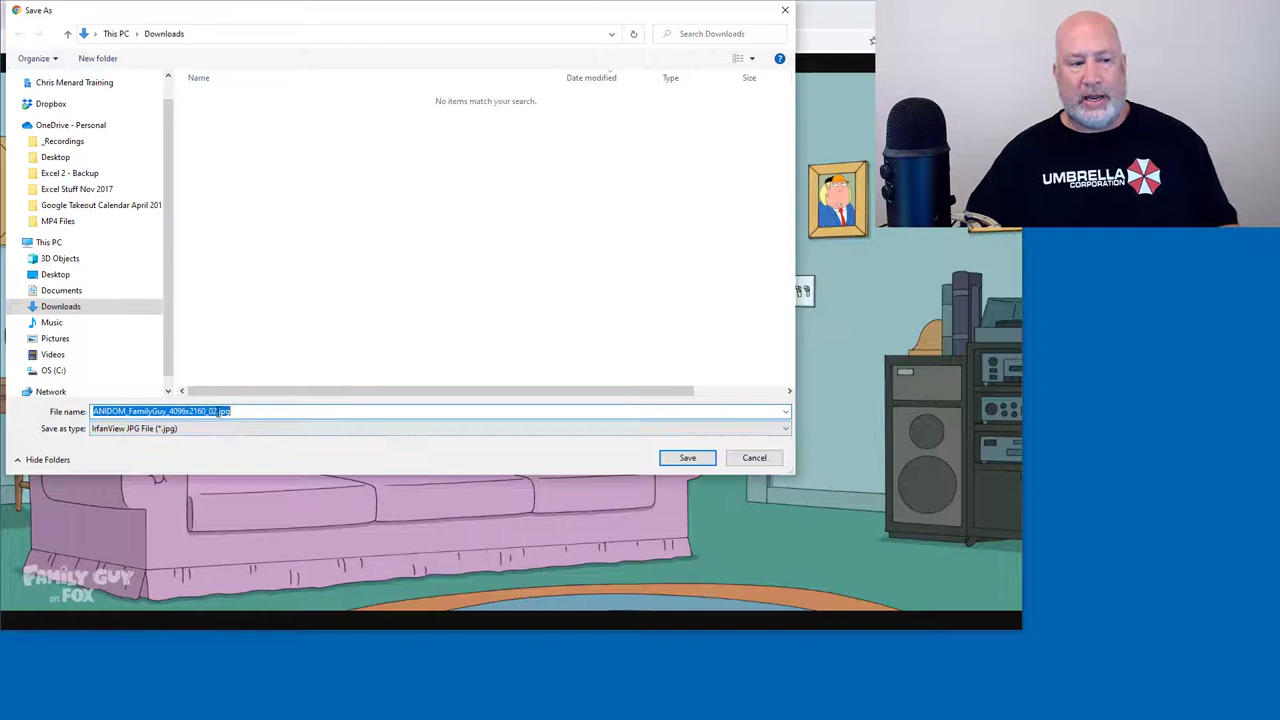 Save As
This PC
Downloads
Search Downloads
Organize
New folder
Name
Date modified
Type
Size
No items match your search.
Chris Menard Training
Dropbox
OneDrive - Personal
_Recordings
Desktop
Excel 2 - Backup
Excel Stuff Nov 2017
Google Takeout Calendar April 201
MP4 Files
This PC
3D Objects
Desktop
Documents
Downloads
Music
Pictures
Videos
OS (C:)
Network
File name: ANIDOM_FamilyGuy_4096x2160_02.jpg
Save as type: IrfanView JPG File (*.jpg)
Hide Folders
Save
Cancel
UMBRELLA
CORPORATION
FAMILY GUY
on FOX